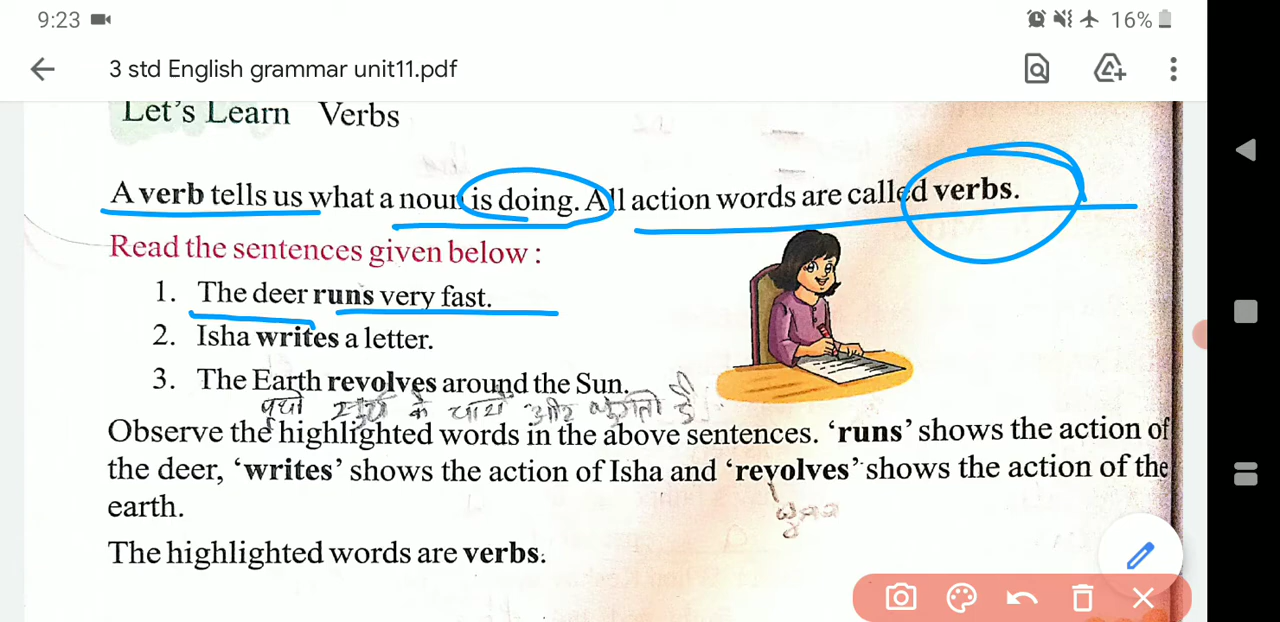 9:23 16%
3 std English grammar unit11.pdf
Let's Learn Verbs
A verb tells us what a noun is doing. All action words are called verbs.
Read the sentences given below :
1. The deer runs very fast.
2. Isha writes a letter.
3. The Earth revolves around the Sun.
के चारों ओर है।
Observe the highlighted words in the above sentences. ‘runs’ shows the action of
the deer, ‘writes’ shows the action of Isha and ‘revolves’ shows the action of the
earth.
The highlighted words are verbs.